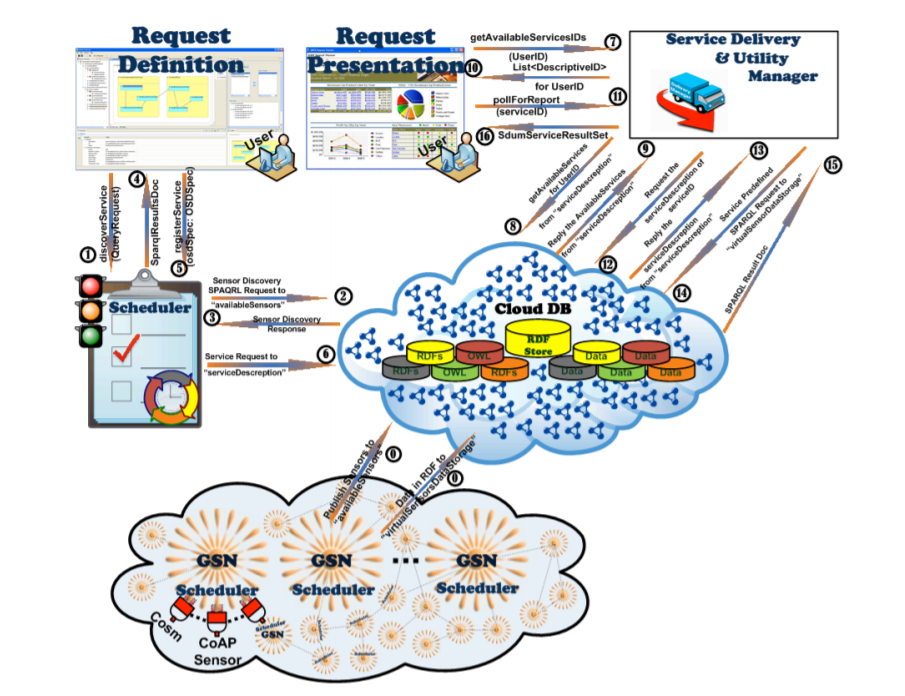 Request
Definition
Request
Presentation
User
User
getAvailableServicesIDs
(UserID)
⑦
⑩
List<DescriptiveID>
for UserID
pollForReport
(serviceID)
⑪
⑯
SdumServiceResultSet
Service Delivery
& Utility
Manager
①
discoverService
(QueryRequest)
④
SparqlResultsDoc
⑤
registerService
(osdSpec: OSDSpec)
⑧
getAvailableServices
for UserID
from "serviceDescreption"
⑨
Reply the AvailableServices
from "serviceDescreption"
⑫
Request the
serviceDescreption of
serviceID
⑬
Reply the
serviceDescreption
from "serviceDescreption"
⑭
Service Predefined
SPARQL Request to
"virtualSensorDataStorage"
⑮
SPARQL Result Doc
Scheduler
Sensor Discovery
SPAQRL Request to
"availableSensors"
②
③
Sensor Discovery
Response
Service Request to
"serviceDescreption"
⑥
Cloud DB
RDF
Store
RDFs
OWL
Data
Data
RDFs
OWL
RDFs
Data
Data
Data
Publish Sensors to
"availableSensors"
⓪
Data in RDF to
"virtualSensorsDataStorage"
⓪
GSN
Scheduler
GSN
Scheduler
...
GSN
Scheduler
Cosm
CoAP
Sensor
Scheduler
GSN